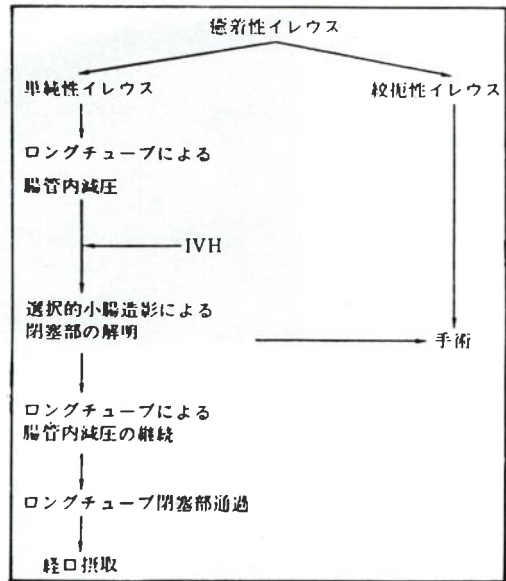 癒着性イレウス
単純性イレウス
絞扼性イレウス
ロングチューブによる
腸管内減圧
IVH
選択的小腸造影による
閉塞部の解明
手術
ロングチューブによる
腸管内減圧の継続
ロングチューブ閉塞部通過
経口摂取